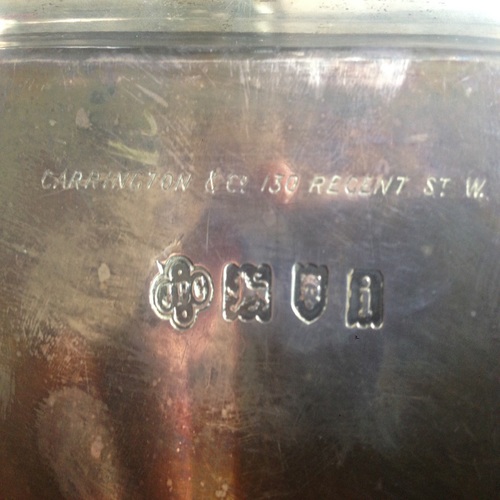 CARRINGTON & Co 130 REGENT ST. W.
i